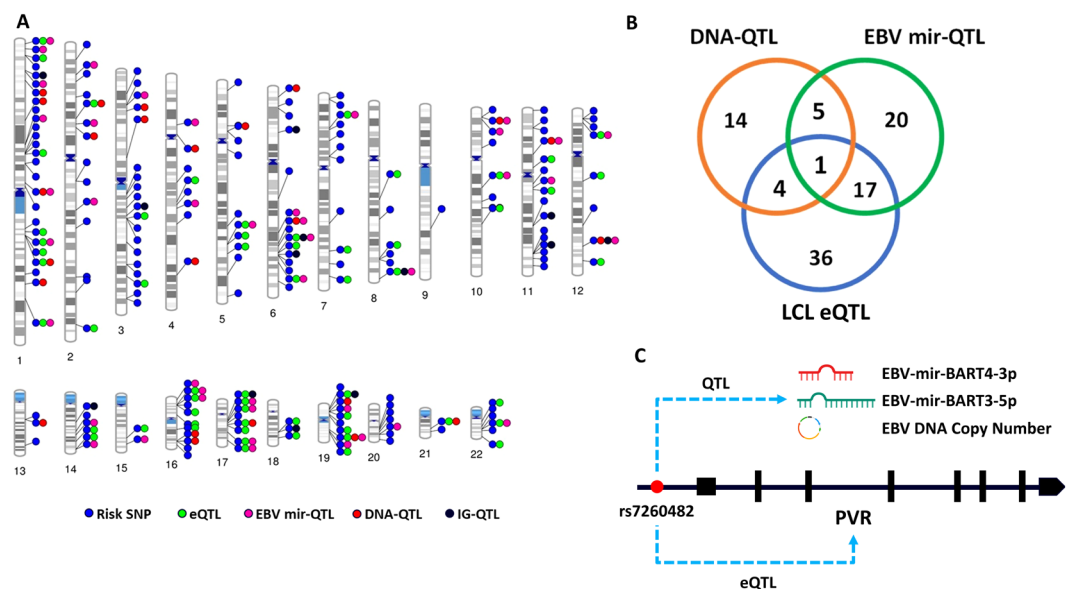 A
1
2
3
4
5
6
7
8
9
10
11
12
13
14
15
16
17
18
19
20
21
22
Risk SNP
eQTL
EBV mir-QTL
DNA-QTL
IG-QTL
B
DNA-QTL
EBV mir-QTL
14
5
20
1
4
17
36
LCL eQTL
C
QTL
EBV-mir-BART4-3p
EBV-mir-BART3-5p
EBV DNA Copy Number
rs7260482
PVR
eQTL